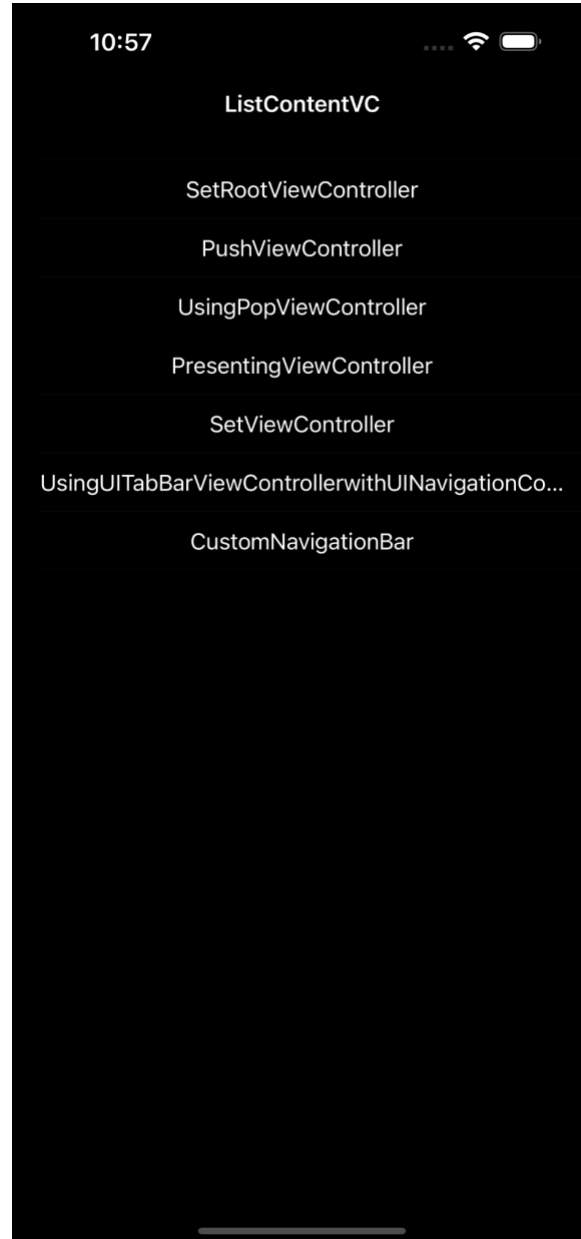 10:57
ListContentVC
SetRootViewController
PushViewController
UsingPopViewController
PresentingViewController
SetViewController
UsingUITabBarViewControllerwithUINavigationCo...
CustomNavigationBar